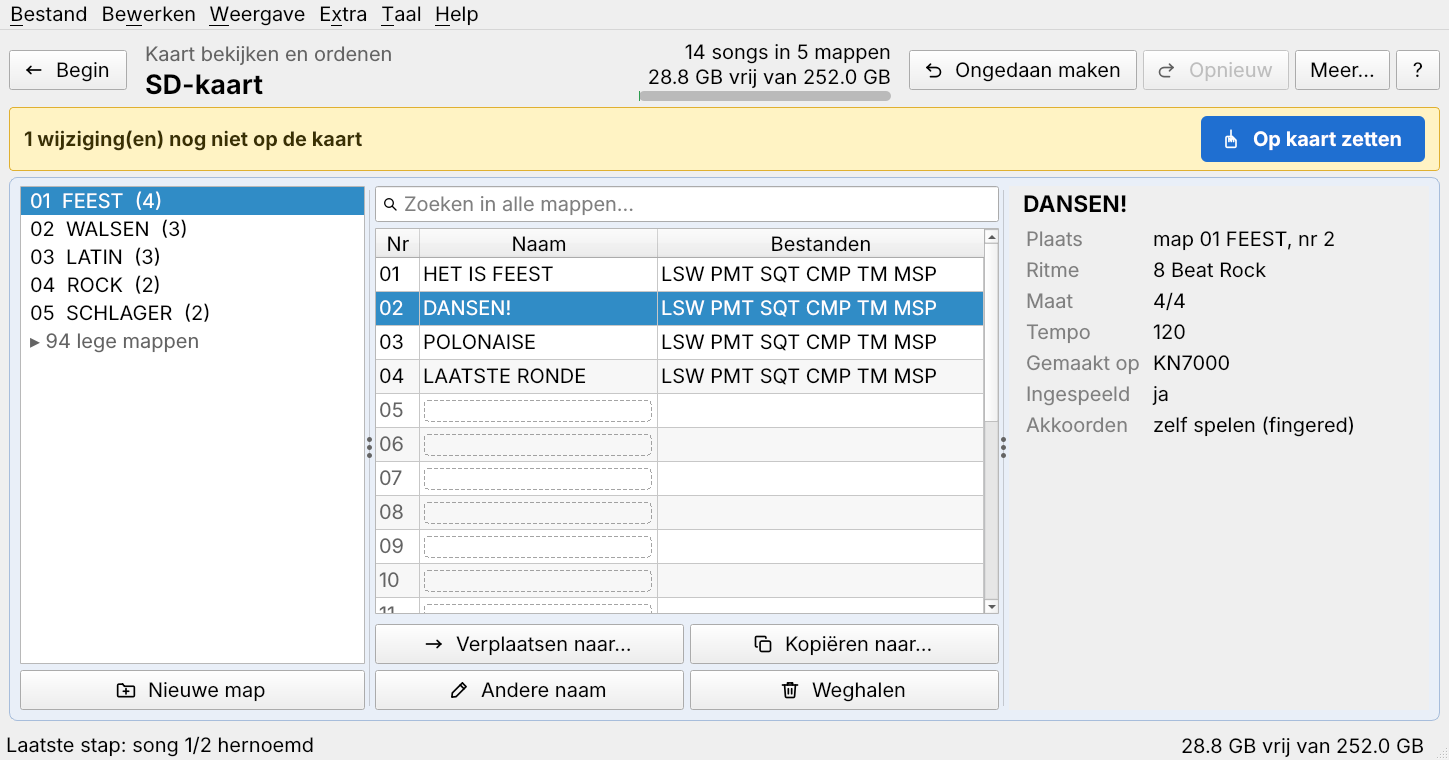 Bestand Bewerken Weergave Extra Taal Help
← Begin
Kaart bekijken en ordenen
SD-kaart
14 songs in 5 mappen
28.8 GB vrij van 252.0 GB
Ongedaan maken
Opnieuw
Meer...
?
1 wijziging(en) nog niet op de kaart
Op kaart zetten
01 FEEST (4)
02 WALSEN (3)
03 LATIN (3)
04 ROCK (2)
05 SCHLAGER (2)
▸ 94 lege mappen
Nieuwe map
Zoeken in alle mappen...
Nr Naam Bestanden
01 HET IS FEEST LSW PMT SQT CMP TM MSP
02 DANSEN! LSW PMT SQT CMP TM MSP
03 POLONAISE LSW PMT SQT CMP TM MSP
04 LAATSTE RONDE LSW PMT SQT CMP TM MSP
05
06
07
08
09
10
11
→ Verplaatsen naar...
Kopiëren naar...
Andere naam
Weghalen
DANSEN!
Plaats map 01 FEEST, nr 2
Ritme 8 Beat Rock
Maat 4/4
Tempo 120
Gemaakt op KN7000
Ingespeeld ja
Akkoorden zelf spelen (fingered)
Laatste stap: song 1/2 hernoemd
28.8 GB vrij van 252.0 GB